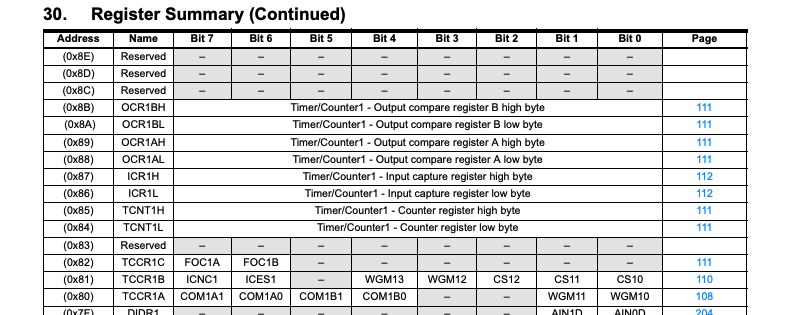 30. Register Summary (Continued)
Address Name Bit 7 Bit 6 Bit 5 Bit 4 Bit 3 Bit 2 Bit 1 Bit 0 Page
(0x8E) Reserved – – – – – – – –
(0x8D) Reserved – – – – – – – –
(0x8C) Reserved – – – – – – – –
(0x8B) OCR1BH Timer/Counter1 - Output compare register B high byte 111
(0x8A) OCR1BL Timer/Counter1 - Output compare register B low byte 111
(0x89) OCR1AH Timer/Counter1 - Output compare register A high byte 111
(0x88) OCR1AL Timer/Counter1 - Output compare register A low byte 111
(0x87) ICR1H Timer/Counter1 - Input capture register high byte 112
(0x86) ICR1L Timer/Counter1 - Input capture register low byte 112
(0x85) TCNT1H Timer/Counter1 - Counter register high byte 111
(0x84) TCNT1L Timer/Counter1 - Counter register low byte 111
(0x83) Reserved – – – – – – – –
(0x82) TCCR1C FOC1A FOC1B – – – – – – 111
(0x81) TCCR1B ICNC1 ICES1 – WGM13 WGM12 CS12 CS11 CS10 110
(0x80) TCCR1A COM1A1 COM1A0 COM1B1 COM1B0 – – WGM11 WGM10 108
(0x7F) DIDR1 – – – – – – AIN1D AIN0D 204